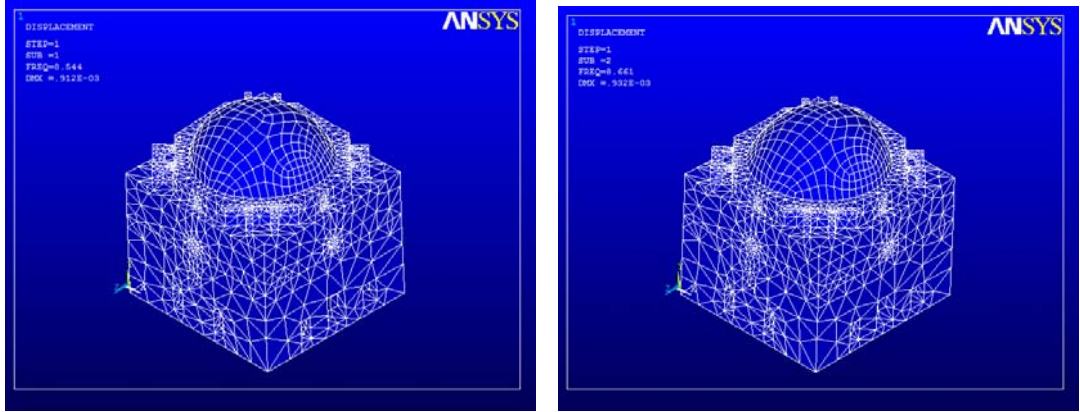 1
DISPLACEMENT
STEP=1
SUB =1
FREQ=8.544
DMX =.912E-03
ANSYS
1
DISPLACEMENT
STEP=1
SUB =2
FREQ=8.661
DMX =.932E-03
ANSYS